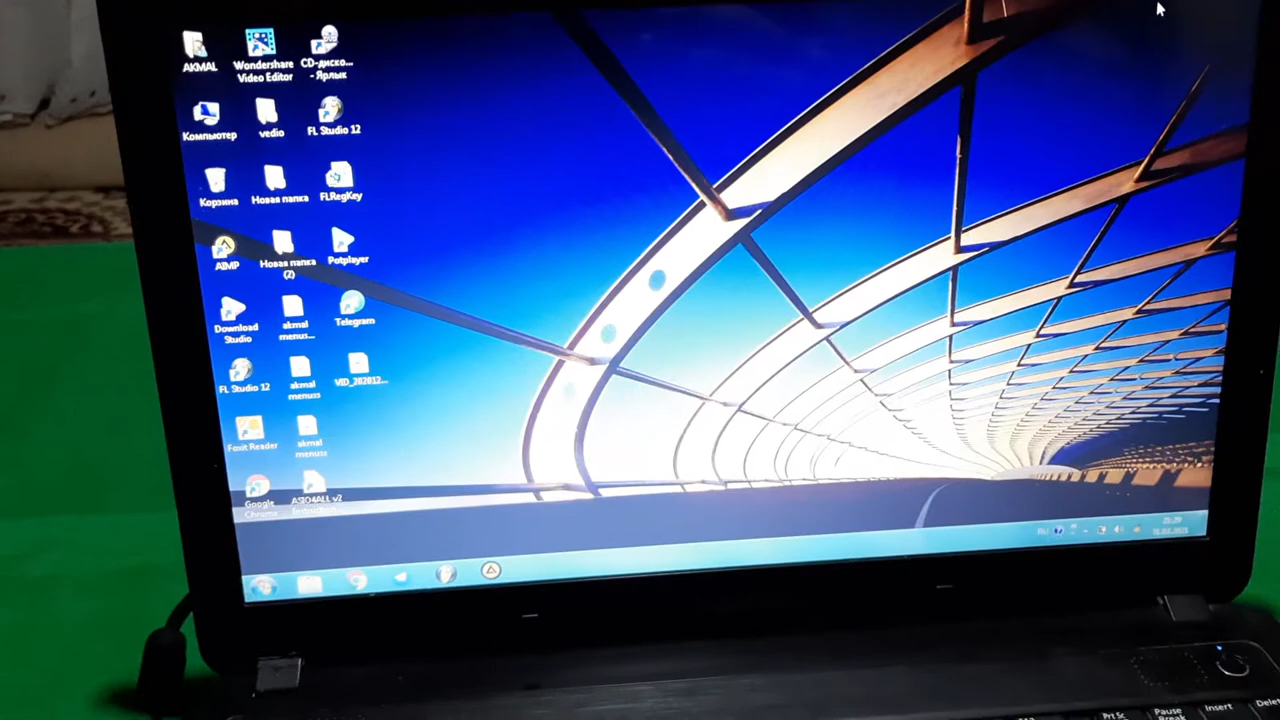 AKMAL
Wondershare
Video Editor
CD-диско...
- Ярлык
Компьютер
vedio
FL Studio 12
Корзина
Новая папка
FLRegKey
AIMP
Новая папка
(2)
Potplayer
Download
Studio
akmal
menus...
Telegram
FL Studio 12
akmal
menuss
VID_202012...
Foxit Reader
akmal
menuss
Google
Chrome
ASIO4ALL v2
RU
Prt Sc
Pause
Break
Insert